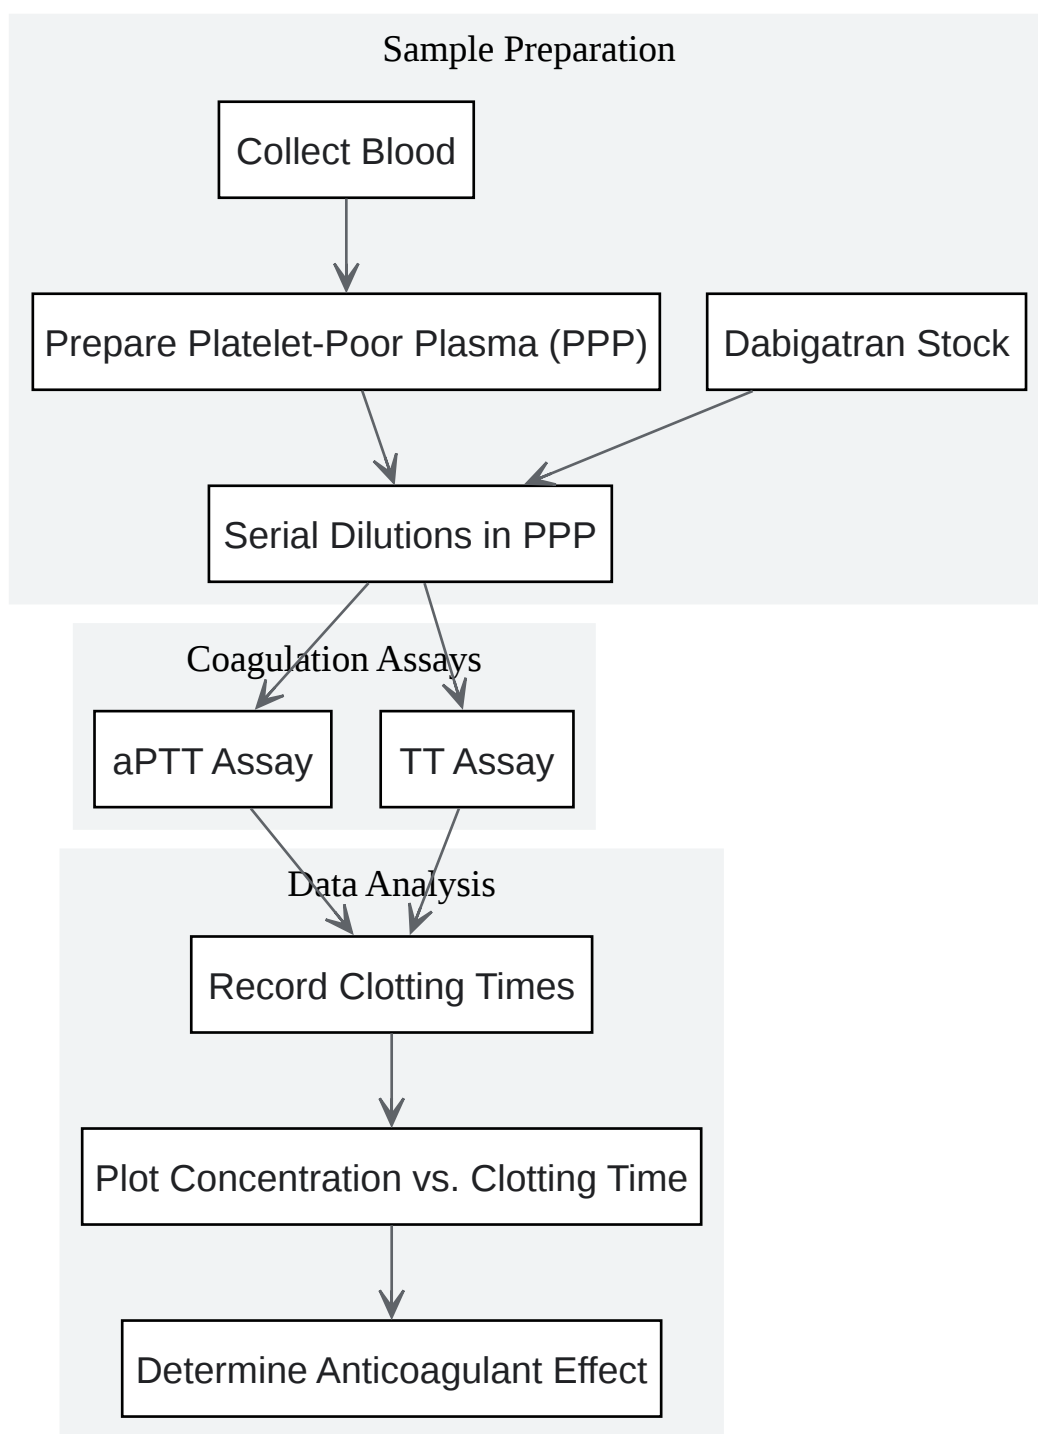 Sample Preparation
Collect Blood
Prepare Platelet-Poor Plasma (PPP)
Dabigatran Stock
Serial Dilutions in PPP
Coagulation Assays
aPTT Assay
TT Assay
Data Analysis
Record Clotting Times
Plot Concentration vs. Clotting Time
Determine Anticoagulant Effect